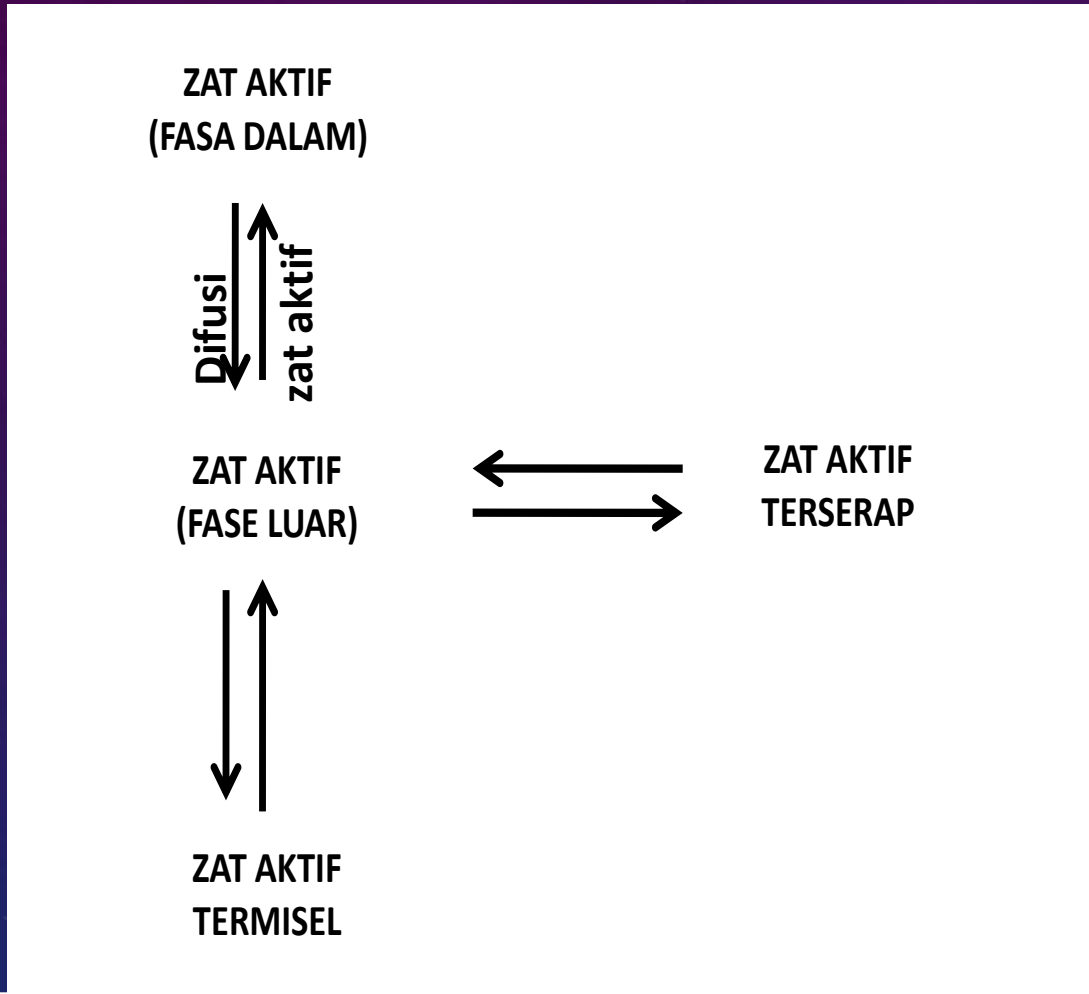 ZAT AKTIF
(FASA DALAM)
Difusi
zat aktif
ZAT AKTIF
(FASE LUAR)
ZAT AKTIF
TERSERAP
ZAT AKTIF
TERMISEL